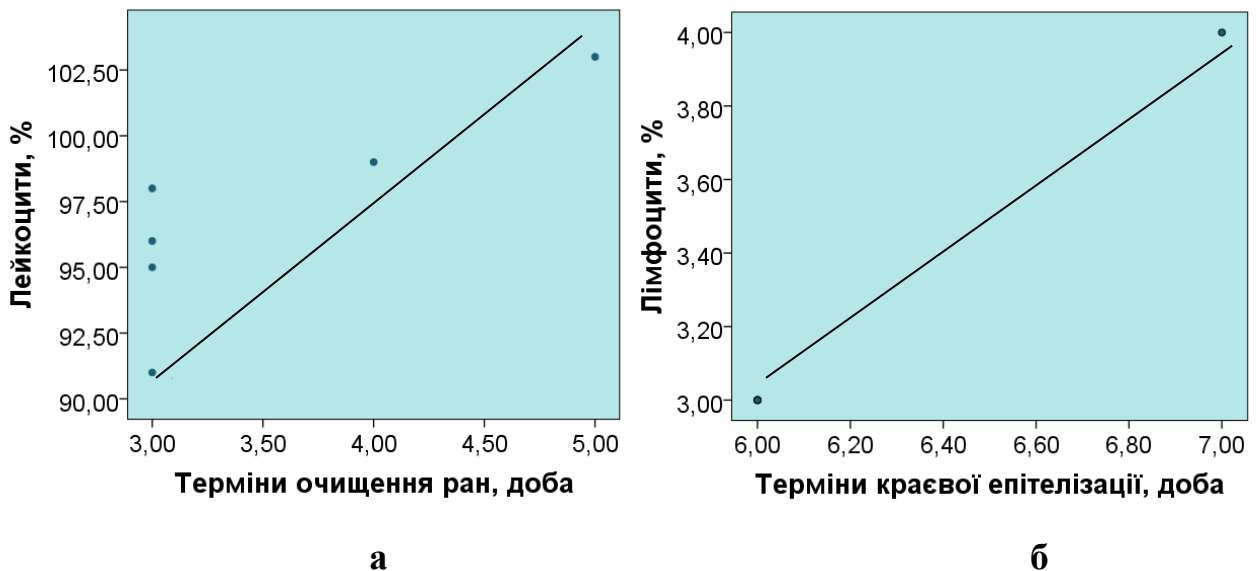 Лейкоцити, %
102,50
100,00
97,50
95,00
92,50
90,00
3,00 3,50 4,00 4,50 5,00
Терміни очищення ран, доба
а
Лімфоцити, %
4,00
3,80
3,60
3,40
3,20
3,00
6,00 6,20 6,40 6,60 6,80 7,00
Терміни краєвої епітелізації, доба
б